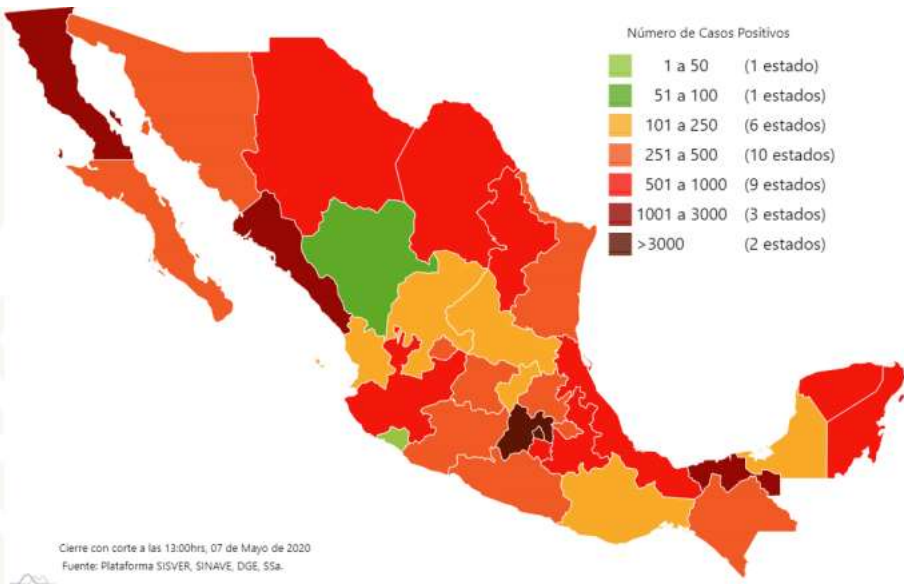 Número de Casos Positivos
1 a 50 (1 estado)
51 a 100 (1 estados)
101 a 250 (6 estados)
251 a 500 (10 estados)
501 a 1000 (9 estados)
1001 a 3000 (3 estados)
>3000 (2 estados)
Cierre con corte a las 13:00hrs, 07 de Mayo de 2020
Fuente: Plataforma SISVER, SINAVE, DGE, SSa.